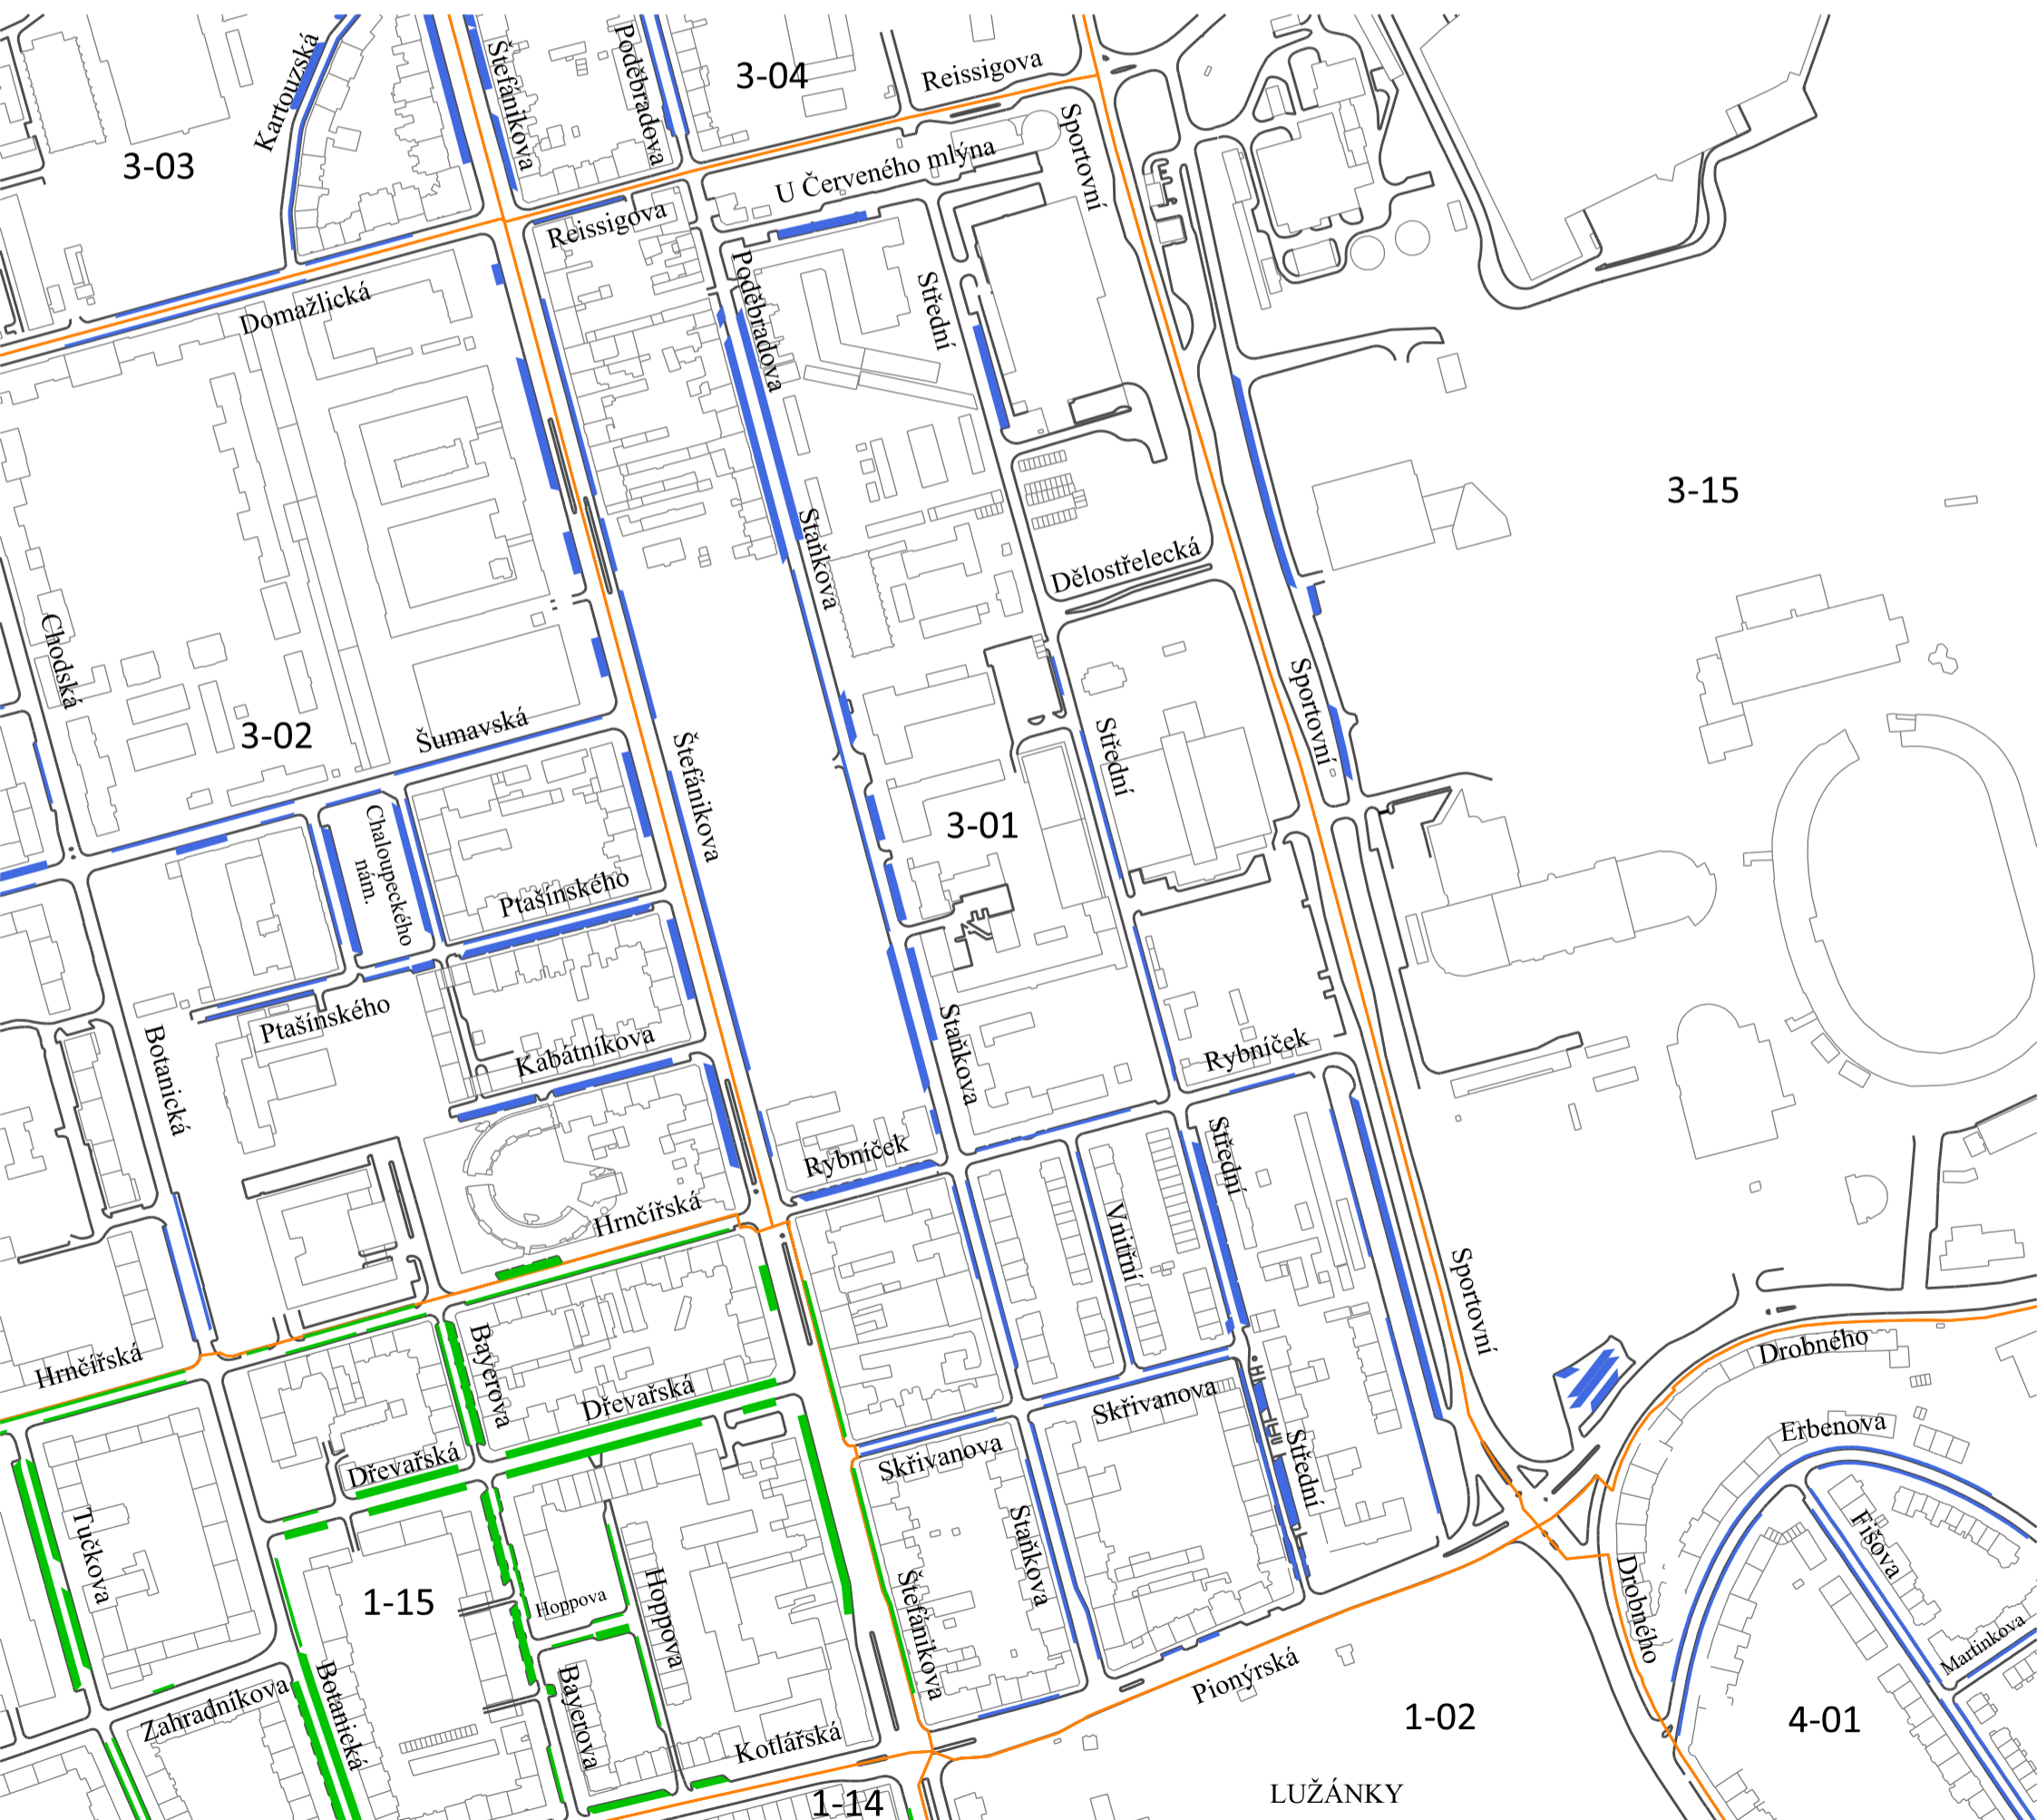 Kartouzská
Štefánikova
Poděbradova
3-04
Reissigova
3-03
Sportovní
U Červeného mlýna
Reissigova
Domažlická
Poděbradova
Střední
3-15
Staňkova
Dělostřelecká
Chodská
3-02
Šumavská
Štefánikova
Střední
Sportovní
Chaloupeckého
nám.
3-01
Ptašínského
Ptašínského
Botanická
Kabátníkova
Staňkova
Rybníček
Rybníček
Střední
Hrnčířská
Vnitřní
Sportovní
Hrnčířská
Bayerova
Drobného
Dřevařská
Skřivanova
Erbenova
Dřevařská
Skřivanova
Střední
Tučkova
Staňkova
Fišova
1-15
Hoppova
Hoppova
Štefánikova
Drobného
Martinkova
Zahradníkova
Botanická
Bayerova
Pionýrská
Kotlářská
1-02
4-01
1-14
LUŽÁNKY